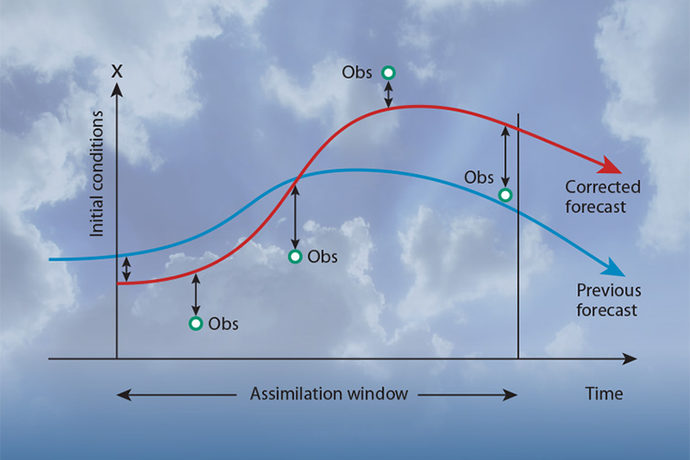 Obs
X
Initial conditions
Obs
Corrected
forecast
Obs
Previous
forecast
Obs
Assimilation window
Time